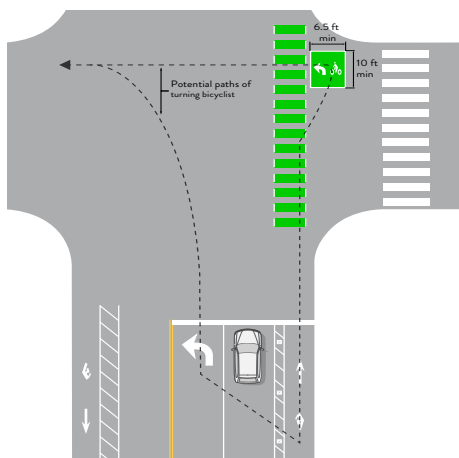 6.5 ft
min
10 ft
min
Potential paths of
turning bicyclist